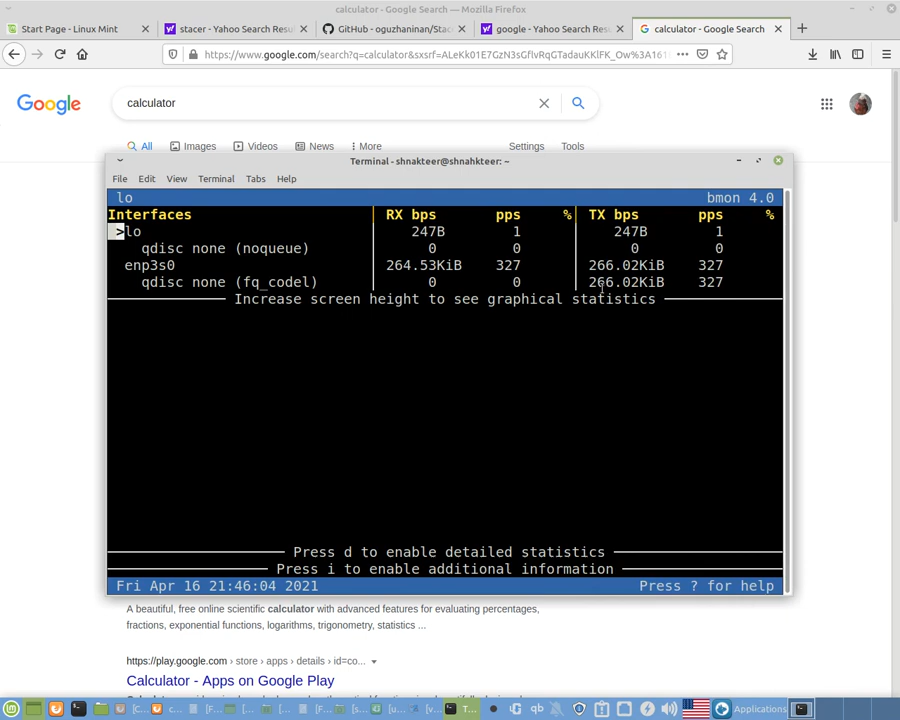 calculator - Google Search — Mozilla Firefox
Start Page - Linux Mint
stacer - Yahoo Search Resu
GitHub - oguzhaninan/Stac
google - Yahoo Search Res
calculator - Google Search
https://www.google.com/search?q=calculator&sxsrf=ALeKk01E7GzN3sGflvRqGTadauKKlFK_Ow%3A161
Google
calculator
All
Images
Videos
News
More
Settings
Tools
Terminal - shnakteer@shnahkteer: ~
File Edit View Terminal Tabs Help
lo bmon 4.0
Interfaces RX bps pps % TX bps pps %
>lo 247B 1 247B 1
qdisc none (noqueue) 0 0 0 0
enp3s0 264.53KiB 327 266.02KiB 327
qdisc none (fq_codel) 0 0 266.02KiB 327
Increase screen height to see graphical statistics
Press d to enable detailed statistics
Press i to enable additional information
Fri Apr 16 21:46:04 2021 Press ? for help
A beautiful, free online scientific calculator with advanced features for evaluating percentages,
fractions, exponential functions, logarithms, trigonometry, statistics ...
https://play.google.com › store › apps › details › id=co...
Calculator - Apps on Google Play
[C... c... [... [F... [... [F... [s... [u... [v... T... qb Applications